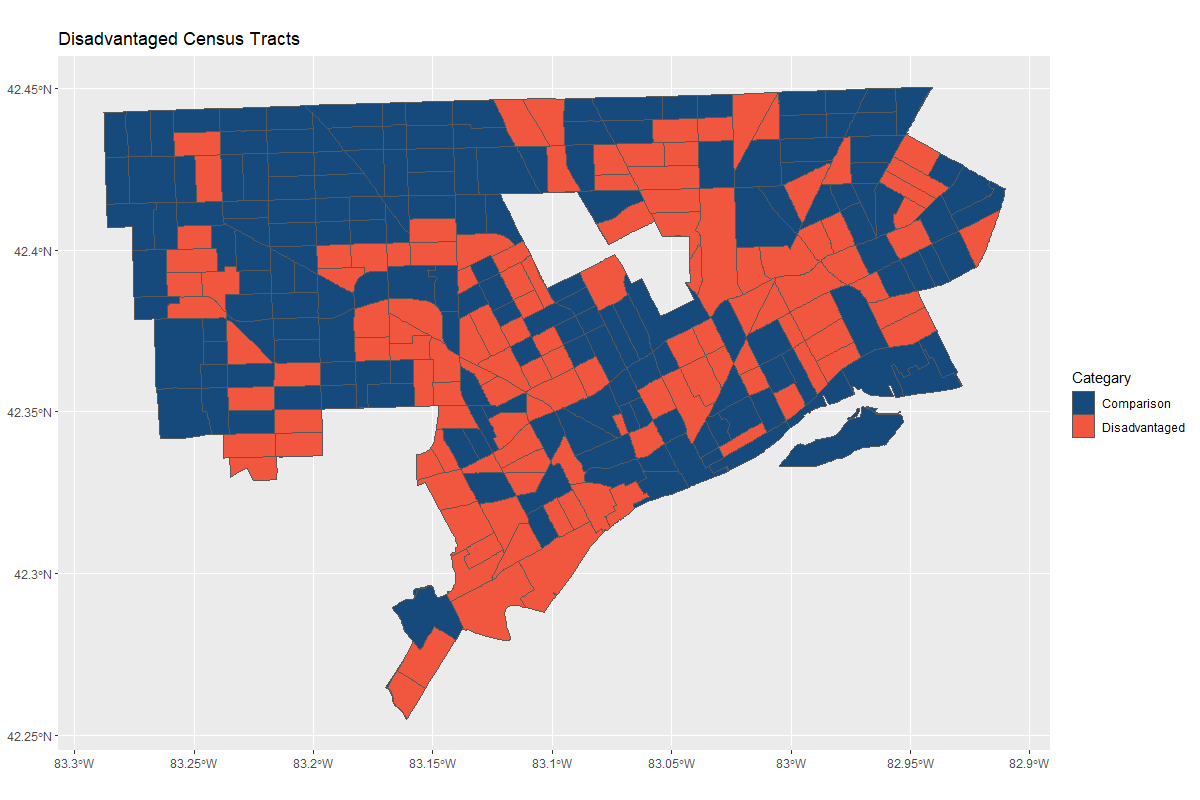 Disadvantaged Census Tracts
42.45°N
42.4°N
42.35°N
42.3°N
42.25°N
83.3°W
83.25°W
83.2°W
83.15°W
83.1°W
83.05°W
83°W
82.95°W
82.9°W
Categary
Comparison
Disadvantaged